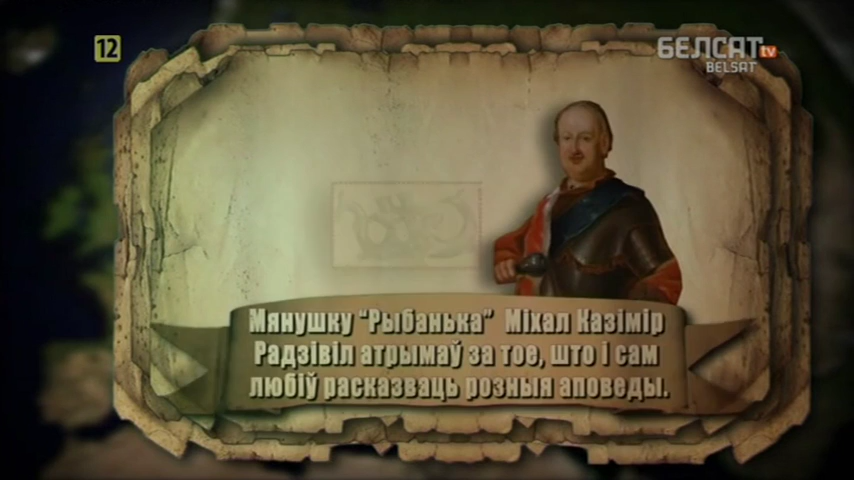 12
БЕЛСАТ tv
BELSAT
Мянушку “Рыбанька” Міхал Казімір
Радзівіл атрымаў за тое, што і сам
любіў расказваць розныя аповеды.